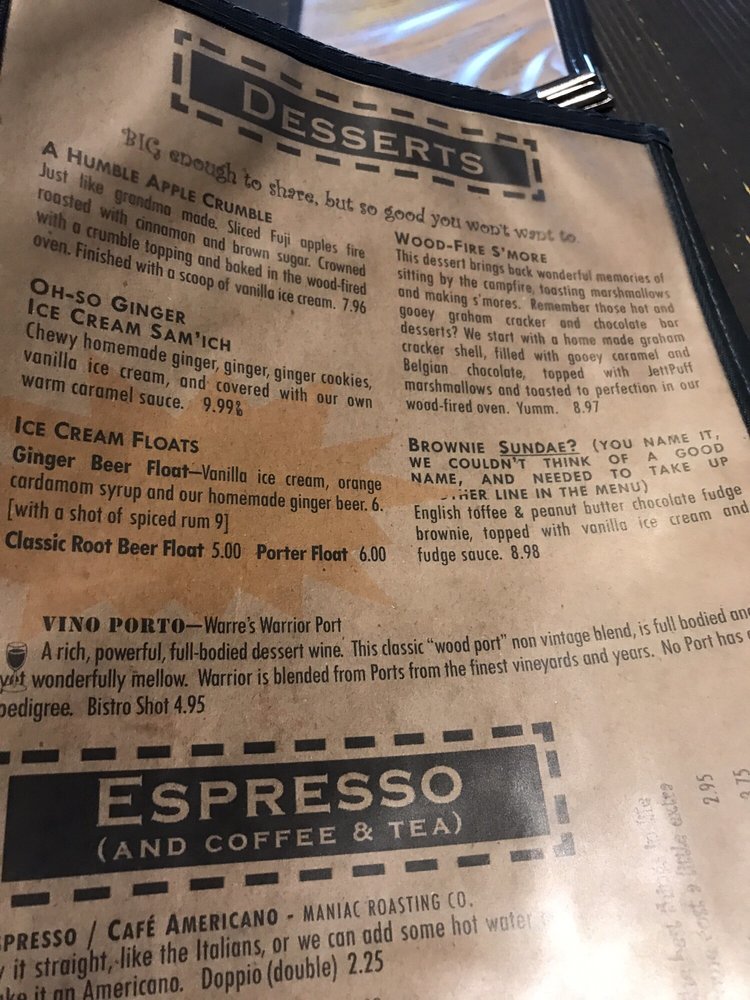 DESSERTS
BIG enough to share, but so good you won't want to.
A HUMBLE APPLE CRUMBLE
Just like grandma made. Sliced Fuji apples fire
roasted with cinnamon and brown sugar. Crowned
with a crumble topping and baked in the wood-fired
oven. Finished with a scoop of vanilla ice cream. 7.96
OH-SO GINGER
ICE CREAM SAM'ICH
Chewy homemade ginger, ginger, ginger cookies,
vanilla ice cream, and covered with our own
warm caramel sauce. 9.99⅞
ICE CREAM FLOATS
Ginger Beer Float—Vanilla ice cream, orange
cardamom syrup and our homemade ginger beer. 6.
[with a shot of spiced rum 9]
Classic Root Beer Float 5.00 Porter Float 6.00
WOOD-FIRE S'MORE
This dessert brings back wonderful memories of
sitting by the campfire, toasting marshmallows
and making s'mores. Remember those hot and
gooey graham cracker and chocolate bar
desserts? We start with a home made graham
cracker shell, filled with gooey caramel and
Belgian chocolate, topped with JettPuff
marshmallows and toasted to perfection in our
wood-fired oven. Yumm. 8.97
BROWNIE SUNDAE? (YOU NAME IT,
WE COULDN'T THINK OF A GOOD
NAME, AND NEEDED TO TAKE UP
LINE IN THE MENU)
English toffee & peanut butter chocolate fudge
brownie, topped with vanilla ice cream and
fudge sauce. 8.98
VINO PORTO—Warre's Warrior Port
A rich, powerful, full-bodied dessert wine. This classic "wood port" non vintage blend, is full bodied and
yet wonderfully mellow. Warrior is blended from Ports from the finest vineyards and years. No Port has
pedigree. Bistro Shot 4.95
ESPRESSO
(AND COFFEE & TEA)
ESPRESSO / CAFÉ AMERICANO - MANIAC ROASTING CO.
it straight, like the Italians, or we can add some hot water
it an Americano. Doppio (double) 2.25
2.95